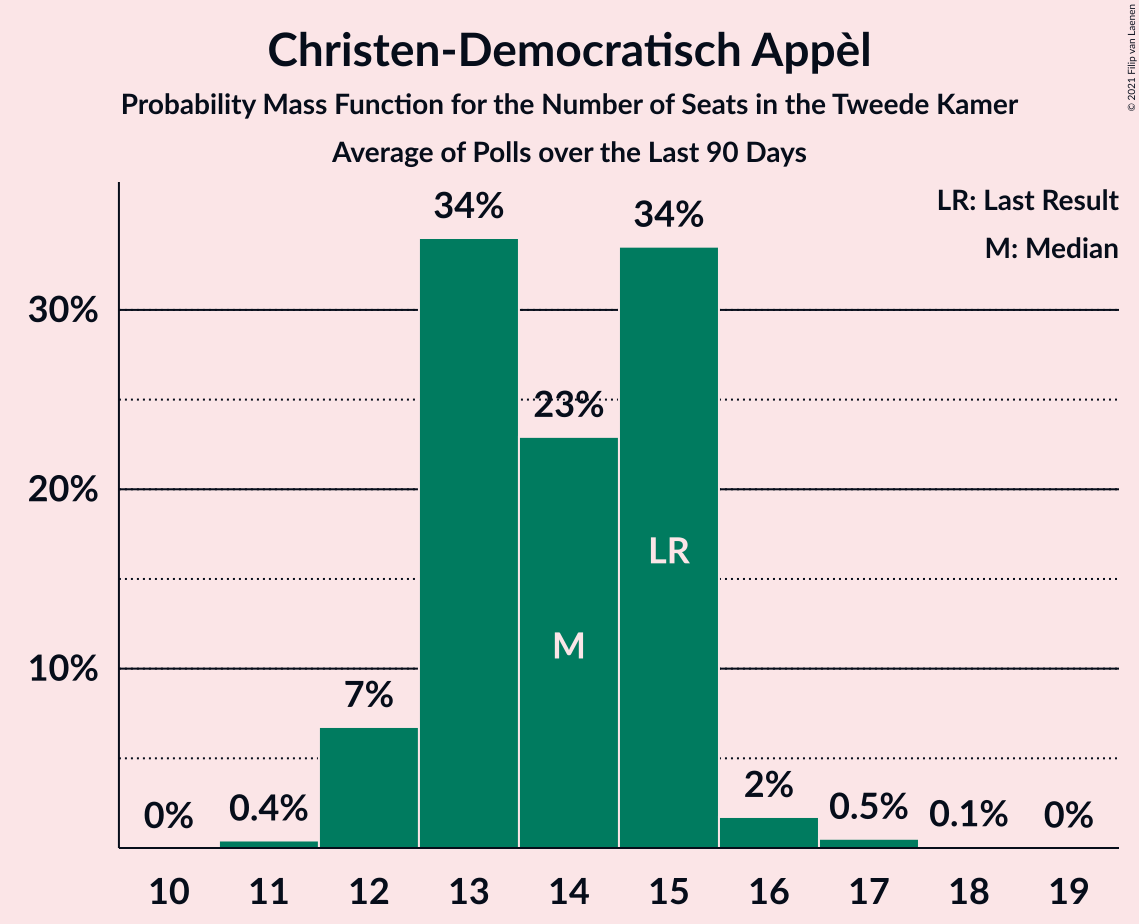 Christen-Democratisch Appèl
Probability Mass Function for the Number of Seats in the Tweede Kamer
Average of Polls over the Last 90 Days
© 2021 Filip van Laenen
LR: Last Result
M: Median
34%
34%
30%
23%
20%
LR
M
10%
7%
2%
0%
0.4%
0.5%
0.1%
0%
10 11 12 13 14 15 16 17 18 19